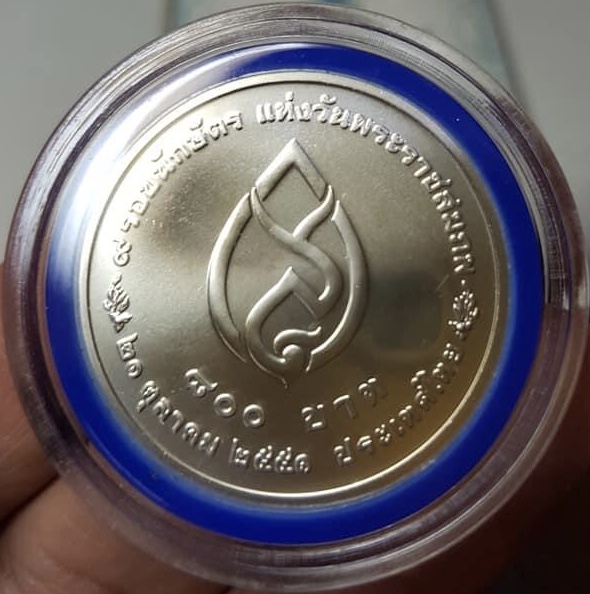 ๙ รอบนักษัตร แห่งวันพระราชสมภพ
๘๐๐ บาท
๒๑ ตุลาคม ๒๕๕๑ ประเทศไทย